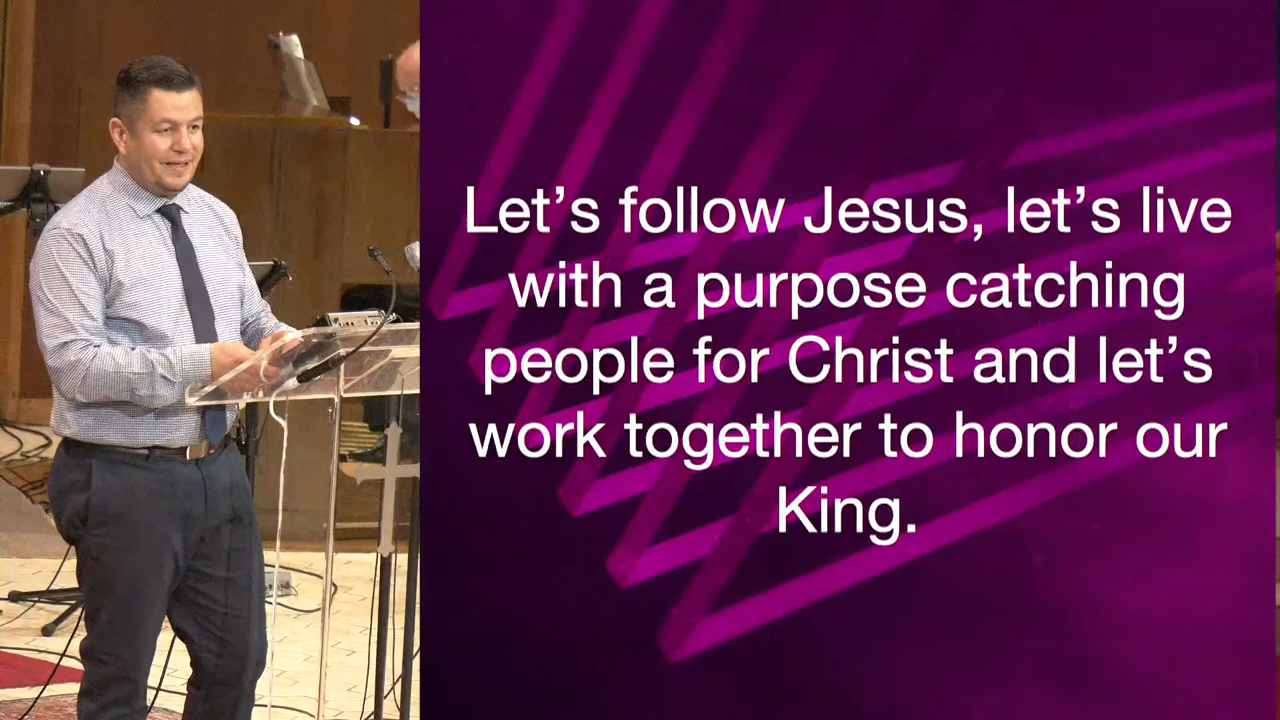 Let’s follow Jesus, let’s live
with a purpose catching
people for Christ and let’s
work together to honor our
King.